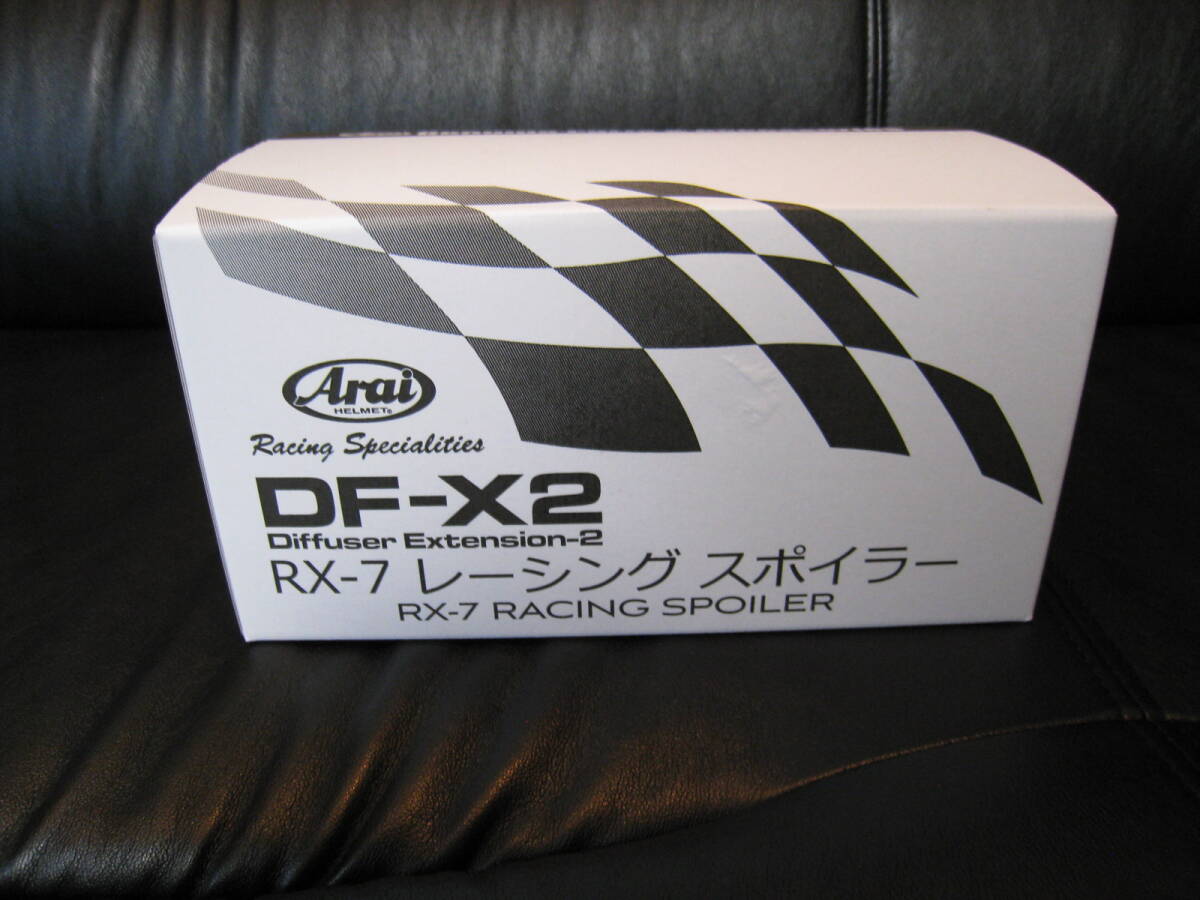 Arai
HELMET®
Racing Specialities
DF-X2
Diffuser Extension-2
RX-7 レーシング スポイラー
RX-7 RACING SPOILER